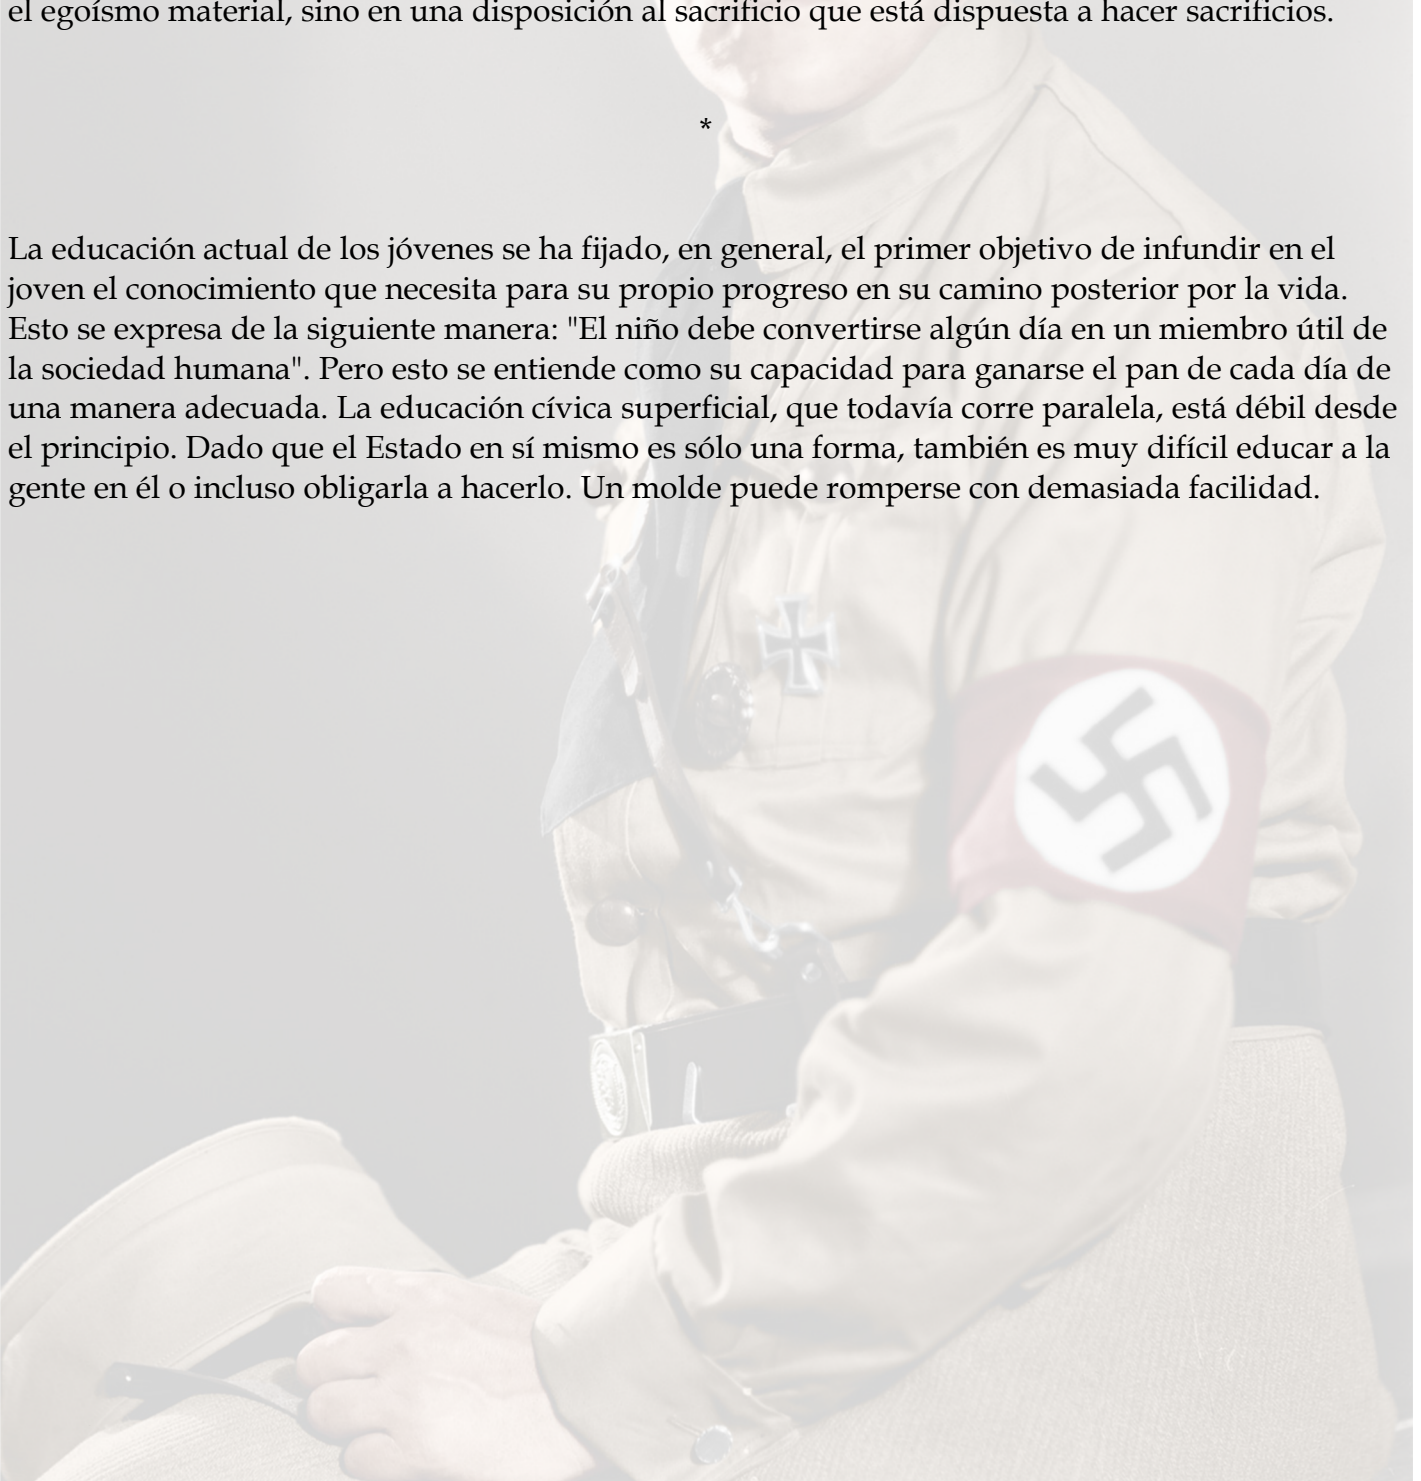 el egoísmo material, sino en una disposición al sacrificio que está dispuesta a hacer sacrificios.
*
La educación actual de los jóvenes se ha fijado, en general, el primer objetivo de infundir en el
joven el conocimiento que necesita para su propio progreso en su camino posterior por la vida.
Esto se expresa de la siguiente manera: "El niño debe convertirse algún día en un miembro útil de
la sociedad humana". Pero esto se entiende como su capacidad para ganarse el pan de cada día de
una manera adecuada. La educación cívica superficial, que todavía corre paralela, está débil desde
el principio. Dado que el Estado en sí mismo es sólo una forma, también es muy difícil educar a la
gente en él o incluso obligarla a hacerlo. Un molde puede romperse con demasiada facilidad.